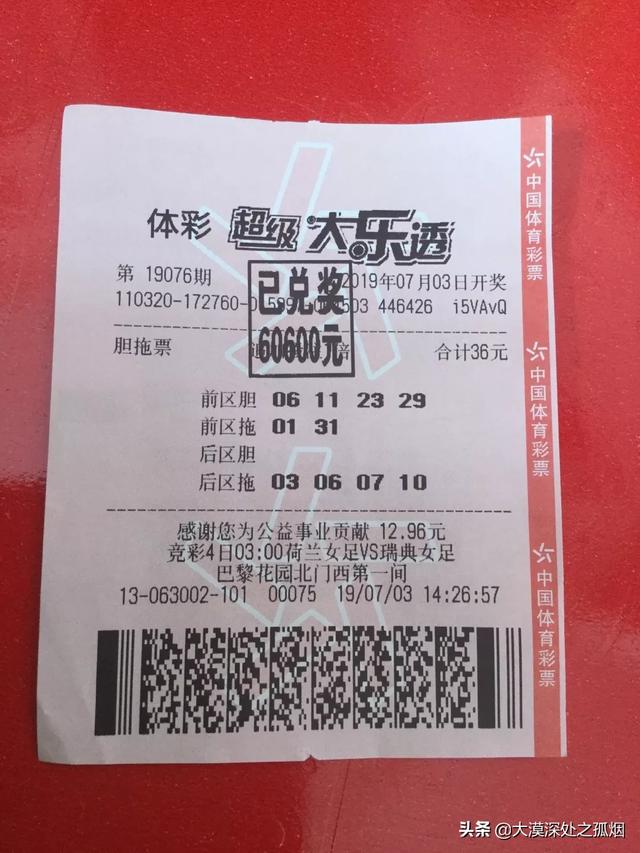 体彩 超级大乐透
第 19076期 2019年07月03日开奖
已兑奖
60600元
110320-172760- 446426 i5VAvQ
胆拖票 倍 合计36元
前区胆 06 11 23 29
前区拖 01 31
后区胆
后区拖 03 06 07 10
感谢您为公益事业贡献 12.96元
竞彩4日03:00荷兰女足VS瑞典女足
巴黎花园北门西第一间
13-063002-101 00075 19/07/03 14:26:57
中国体育彩票
中国体育彩票
中国体育彩票
头条 @大漠深处之孤烟